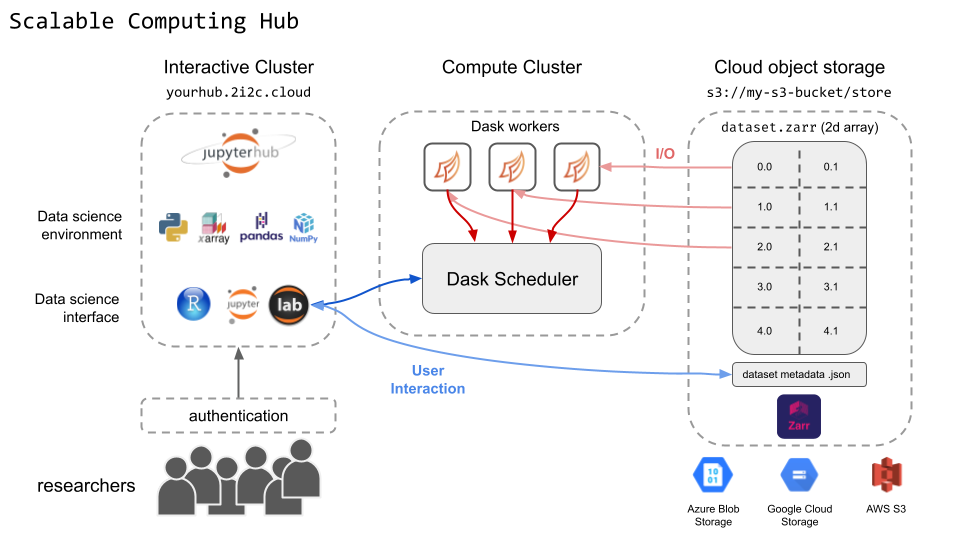 Scalable Computing Hub
Interactive Cluster
yourhub.2i2c.cloud
Compute Cluster
Cloud object storage
s3://my-s3-bucket/store
jupyterhub
Data science
environment
xarray
pandas
NumPy
Data science
interface
R
jupyter
lab
authentication
researchers
Dask workers
Dask Scheduler
I/O
User
Interaction
dataset.zarr (2d array)
0.0 0.1
1.0 1.1
2.0 2.1
3.0 3.1
4.0 4.1
dataset metadata .json
Zarr
10
01
Azure Blob
Storage
Google Cloud
Storage
AWS S3